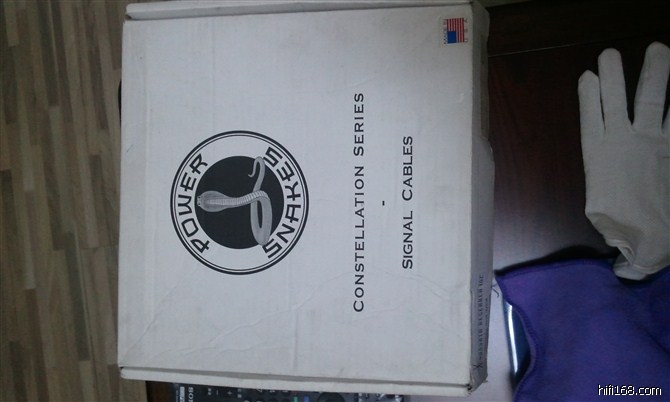 POWER
SNAKES
CONSTELLATION SERIES
-
SIGNAL CABLES
hifi168.com